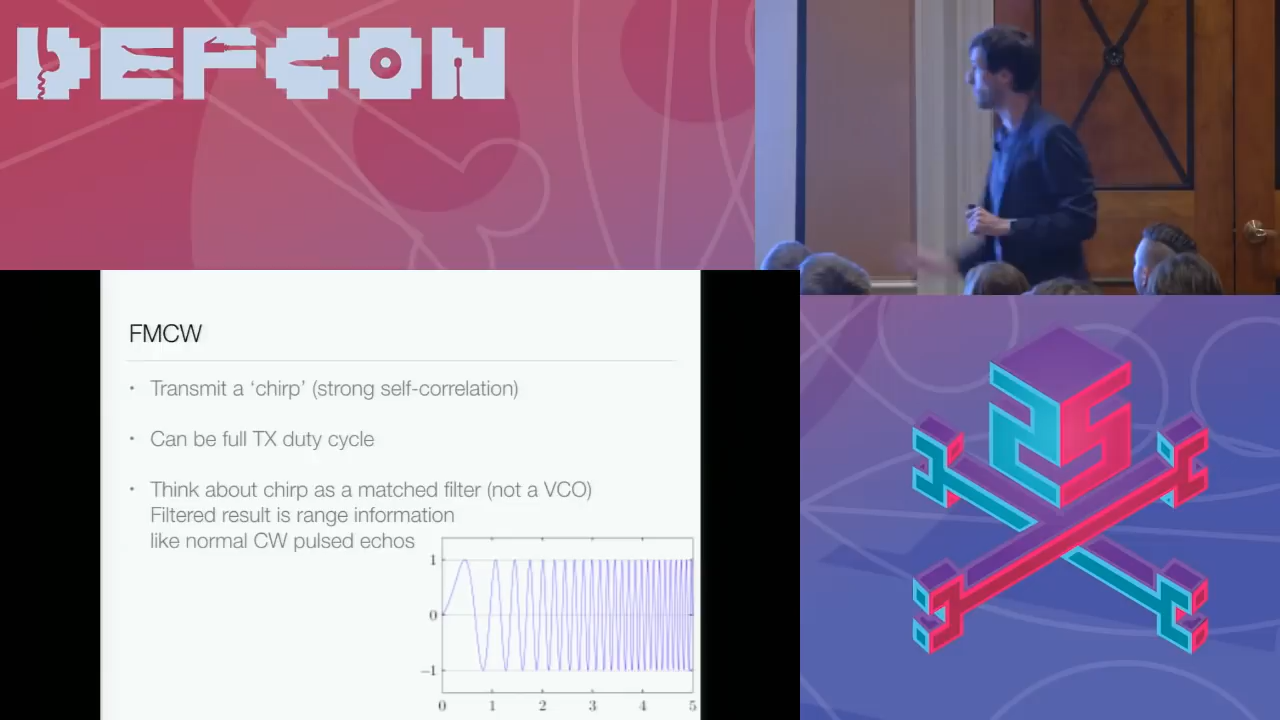 DEFCON
FMCW
• Transmit a ‘chirp’ (strong self-correlation)
• Can be full TX duty cycle
• Think about chirp as a matched filter (not a VCO)
Filtered result is range information
like normal CW pulsed echos
1
0
−1
0 1 2 3 4 5
25